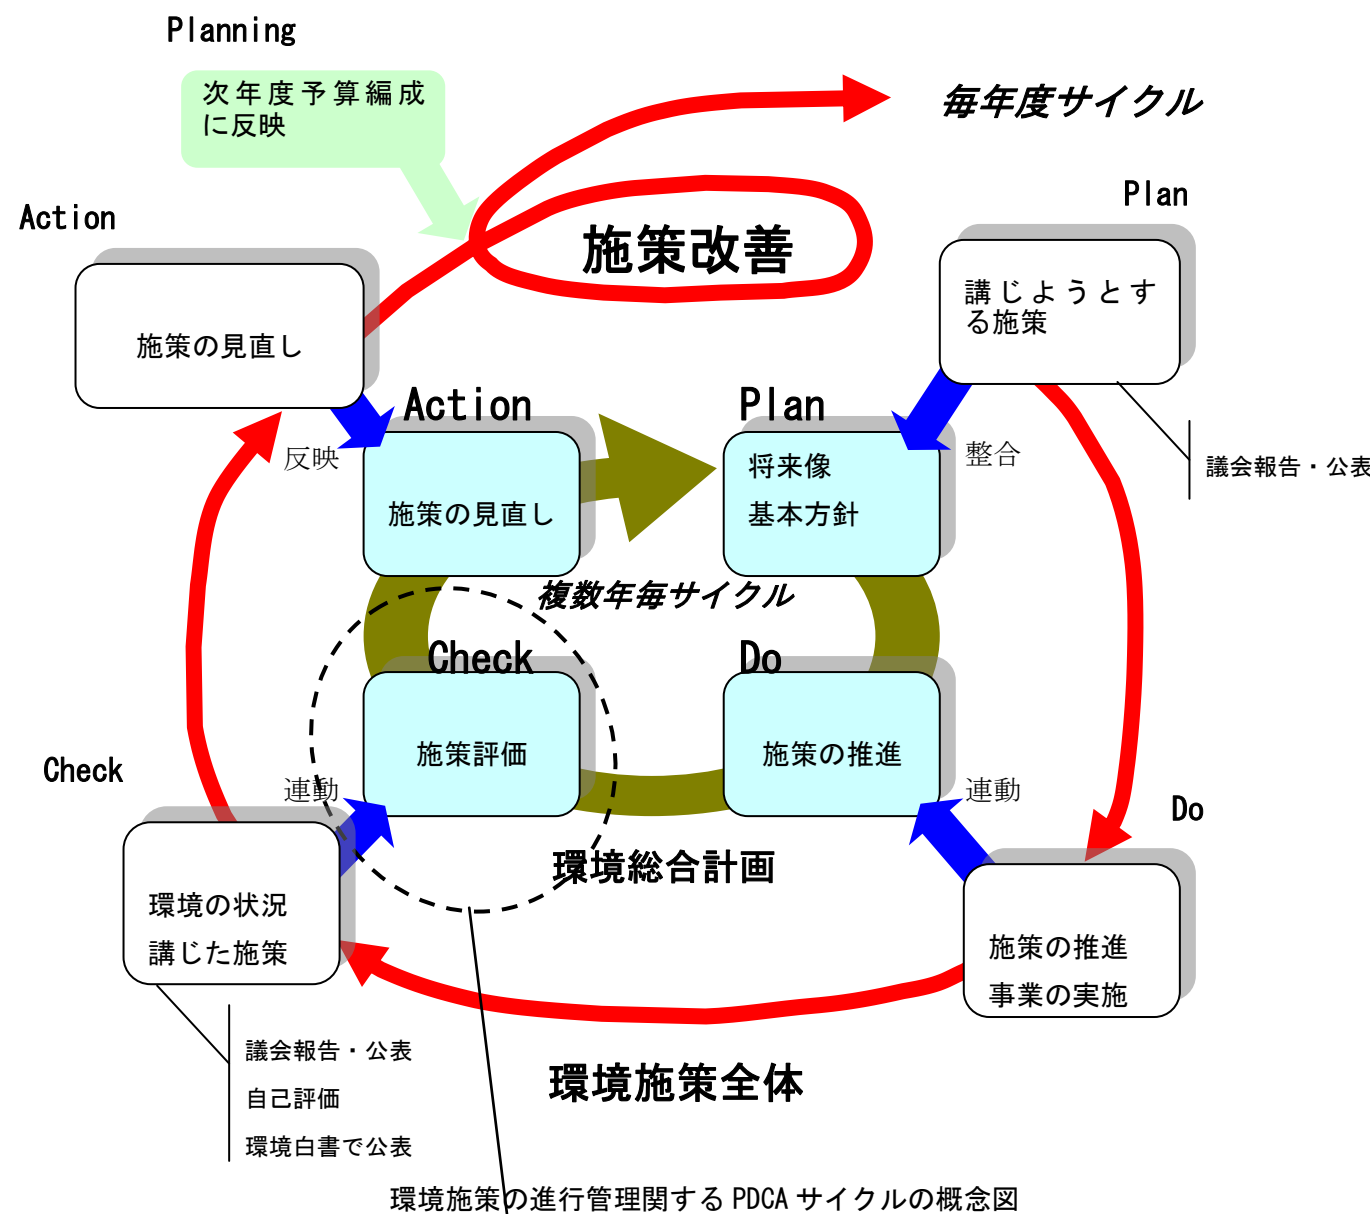 Planning
次年度予算編成
に反映
毎年度サイクル
Plan
Action
施策改善
講じようとす
る施策
施策の見直し
Action
Plan
反映
将来像
整合
議会報告・公表
施策の見直し
基本方針
複数年毎サイクル
Check
Do
施策評価
施策の推進
Check
連動
連動
Do
環境総合計画
環境の状況
講じた施策
施策の推進
事業の実施
議会報告・公表
自己評価
環境白書で公表
環境施策全体
環境施策の進行管理関する PDCA サイクルの概念図